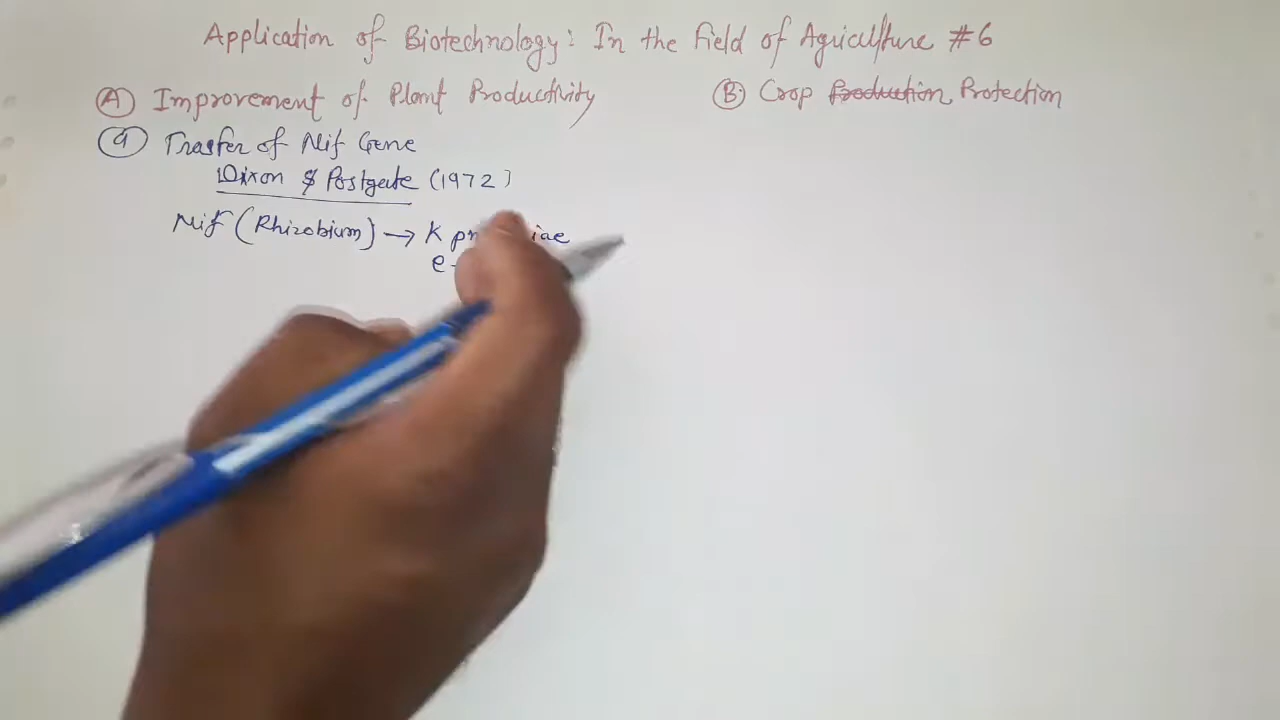 Application of Biotechnology: In the field of Agriculture #6
(A) Improvement of Plant Productivity
(B) Crop production Protection
(a) Trasfer of Nif Gene
Dixon & Postgate (1972)
Nif (Rhizobium) → K